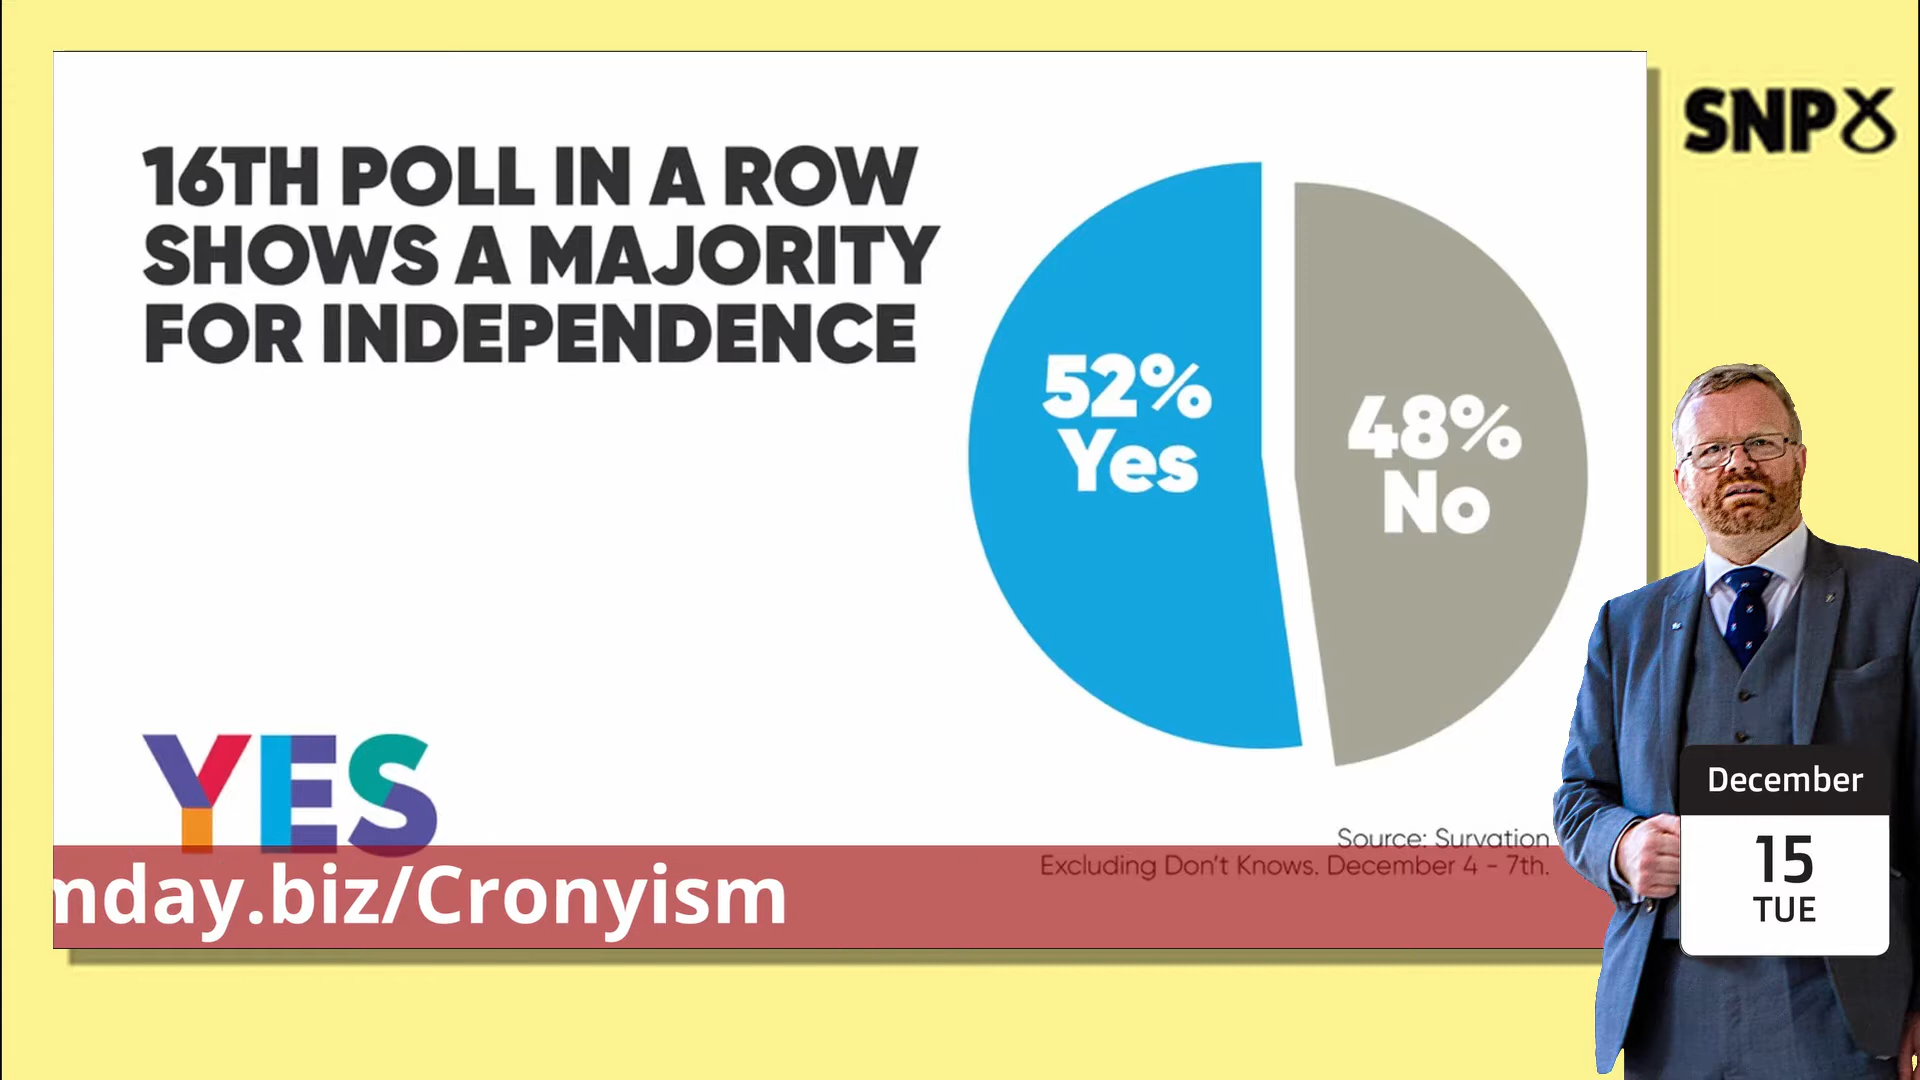 16TH POLL IN A ROW
SHOWS A MAJORITY
FOR INDEPENDENCE
52%
Yes
48%
No
SNP
YES
Source: Survation
Excluding Don't Knows. December 4 - 7th.
mday.biz/Cronyism
December
15
TUE